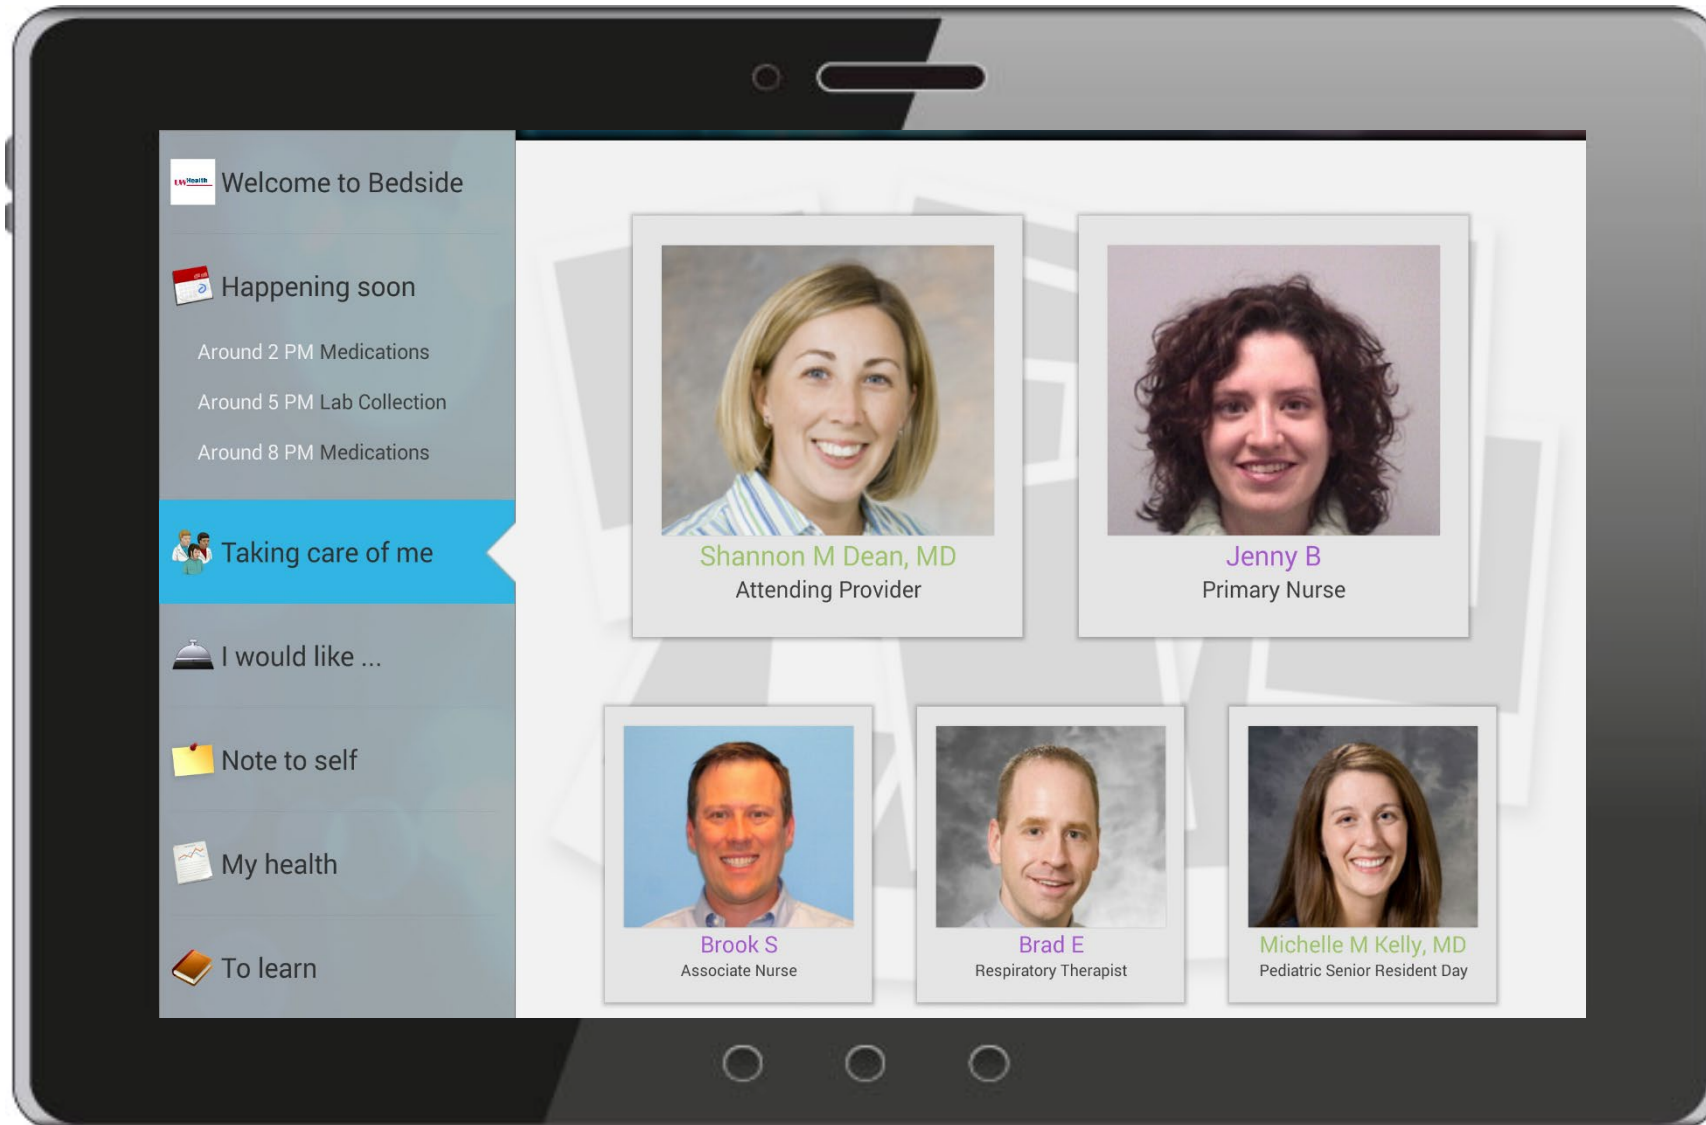 UWHealth
Welcome to Bedside
Happening soon
Around 2 PM Medications
Around 5 PM Lab Collection
Around 8 PM Medications
Taking care of me
I would like ...
Note to self
My health
To learn
Shannon M Dean, MD
Attending Provider
Jenny B
Primary Nurse
Brook S
Associate Nurse
Brad E
Respiratory Therapist
Michelle M Kelly, MD
Pediatric Senior Resident Day